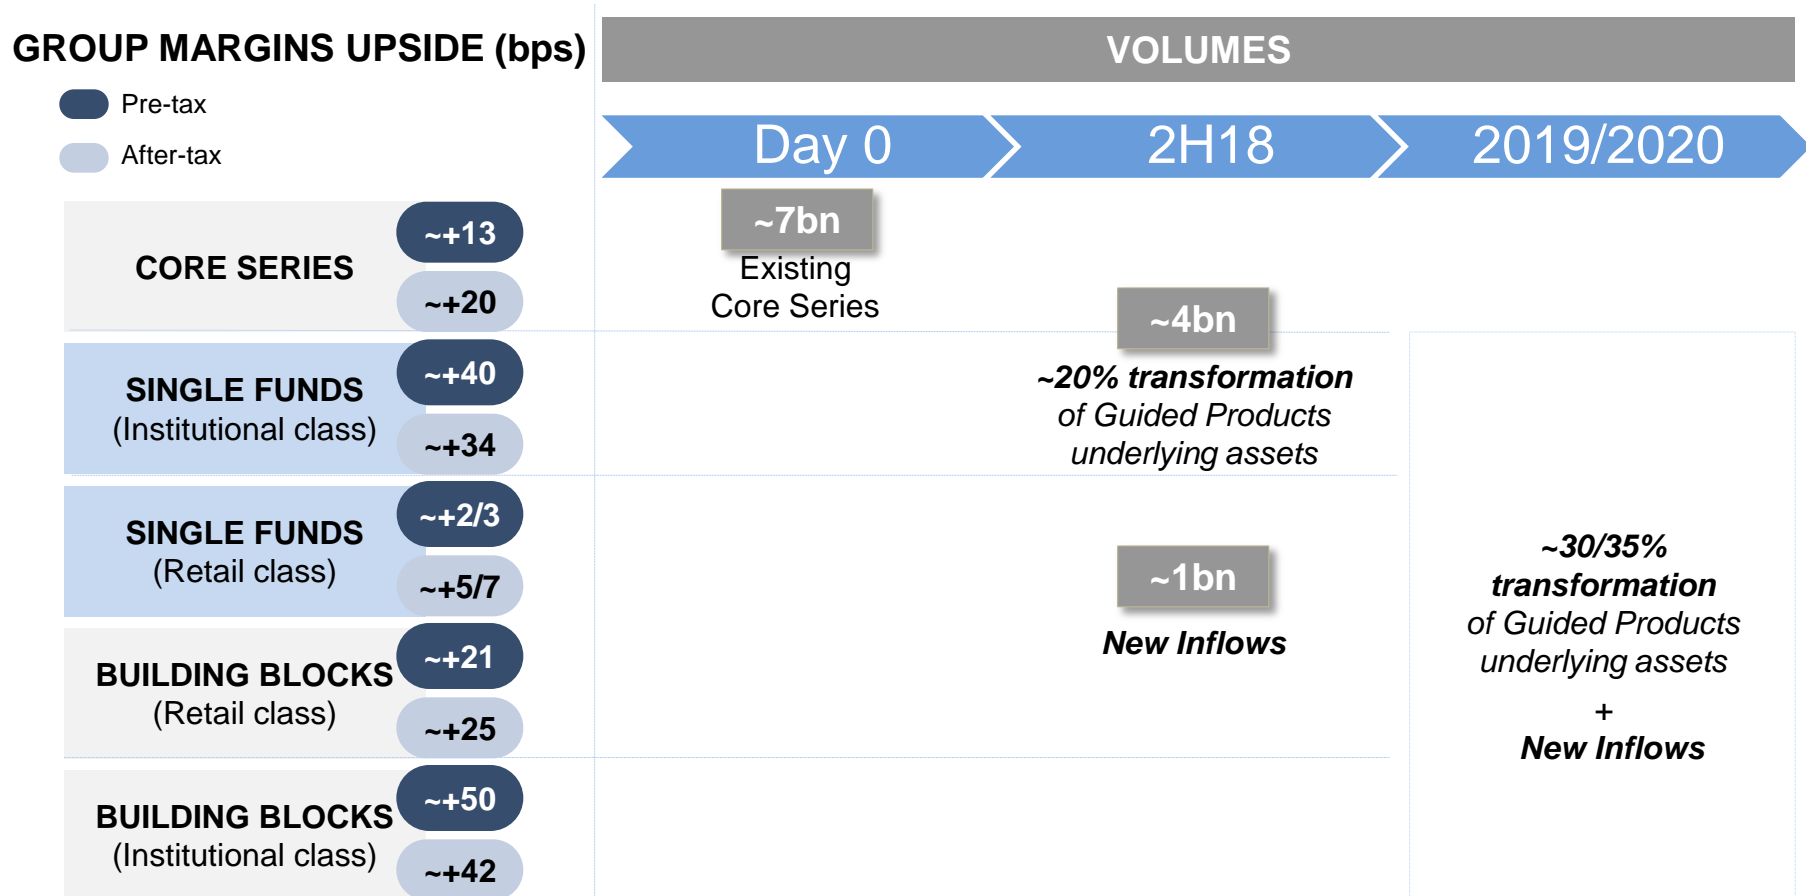 GROUP MARGINS UPSIDE (bps)
Pre-tax
After-tax
VOLUMES
Day 0
2H18
2019/2020
CORE SERIES
~+13
~+20
~7bn
Existing
Core Series
SINGLE FUNDS
(Institutional class)
~+40
~+34
~4bn
~20% transformation
of Guided Products
underlying assets
SINGLE FUNDS
(Retail class)
~+2/3
~+5/7
~1bn
New Inflows
BUILDING BLOCKS
(Retail class)
~+21
~+25
BUILDING BLOCKS
(Institutional class)
~+50
~+42
~30/35%
transformation
of Guided Products
underlying assets
+
New Inflows